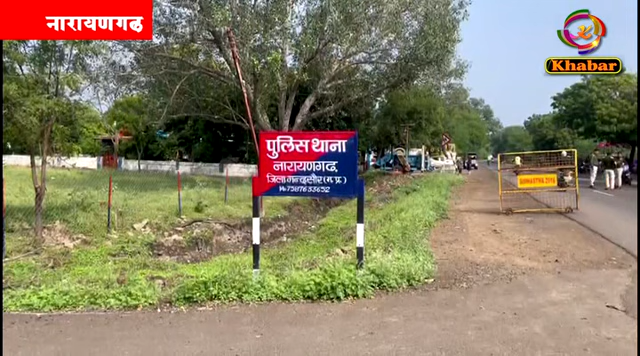 नारायणगढ
Khabar
पुलिस थाना
नारायणगढ़
जिला मन्दसौर (म.प्र.)